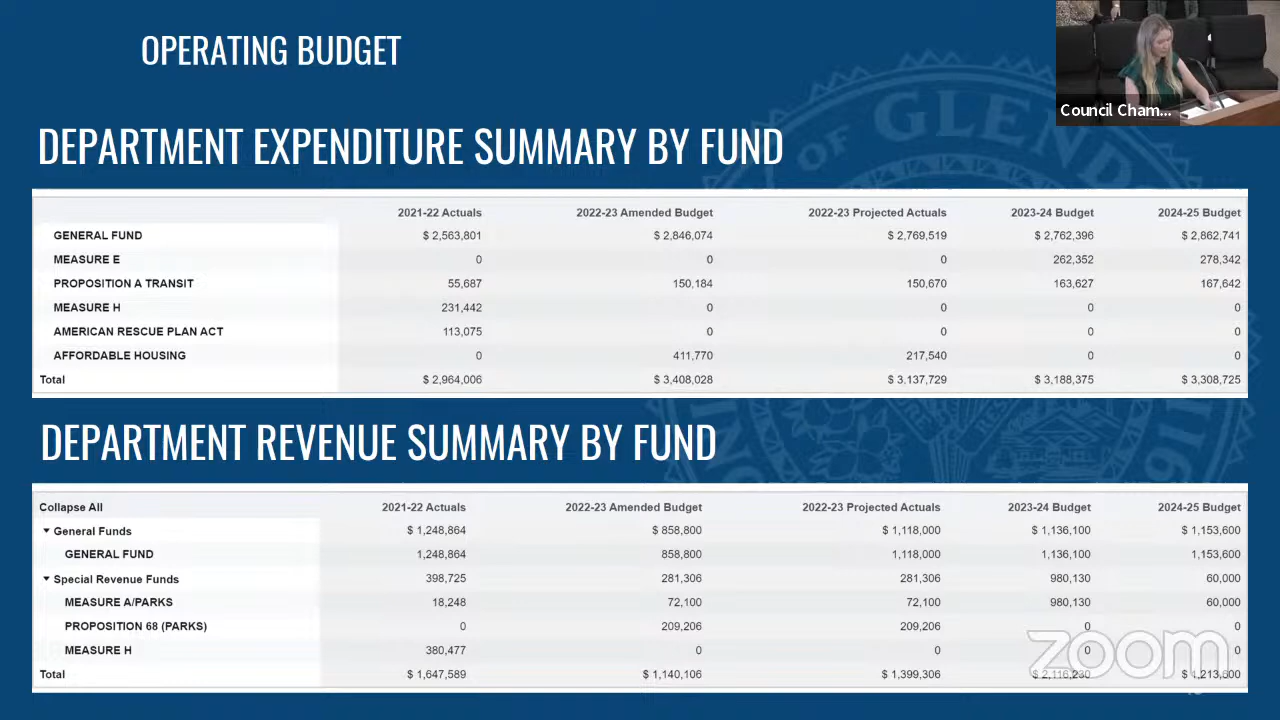 OPERATING BUDGET
Council Cham...
OF GLEND
DEPARTMENT EXPENDITURE SUMMARY BY FUND
2021-22 Actuals 2022-23 Amended Budget 2022-23 Projected Actuals 2023-24 Budget 2024-25 Budget
GENERAL FUND $ 2,563,801 $ 2,846,074 $ 2,769,519 $ 2,762,396 $ 2,862,741
MEASURE E 0 0 0 262,352 278,342
PROPOSITION A TRANSIT 55,687 150,184 150,670 163,627 167,642
MEASURE H 231,442 0 0 0 0
AMERICAN RESCUE PLAN ACT 113,075 0 0 0 0
AFFORDABLE HOUSING 0 411,770 217,540 0 0
Total $ 2,964,006 $ 3,408,028 $ 3,137,729 $ 3,188,375 $ 3,308,725
DEPARTMENT REVENUE SUMMARY BY FUND
Collapse All 2021-22 Actuals 2022-23 Amended Budget 2022-23 Projected Actuals 2023-24 Budget 2024-25 Budget
General Funds $ 1,248,864 $ 858,800 $ 1,118,000 $ 1,136,100 $ 1,153,600
GENERAL FUND 1,248,864 858,800 1,118,000 1,136,100 1,153,600
Special Revenue Funds 398,725 281,306 281,306 980,130 60,000
MEASURE A/PARKS 18,248 72,100 72,100 980,130 60,000
PROPOSITION 68 (PARKS) 0 209,206 209,206 0 0
MEASURE H 380,477 0 0 0 0
Total $ 1,647,589 $ 1,140,106 $ 1,399,306 $ 2,116,230 $ 1,213,600
zoom